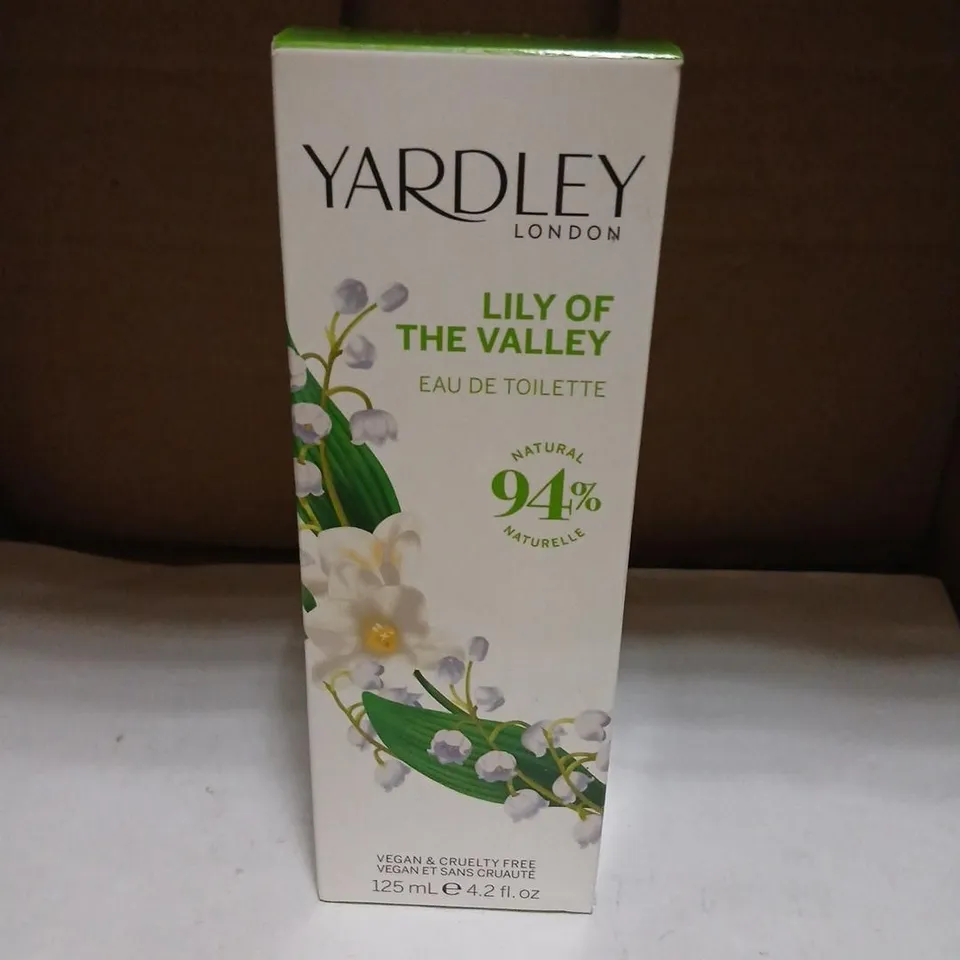 YARDLEY
LONDON
LILY OF
THE VALLEY
EAU DE TOILETTE
NATURAL
94%
NATURELLE
VEGAN & CRUELTY FREE
VEGAN ET SANS CRUAUTÉ
125 mL ℮ 4.2 fl. oz